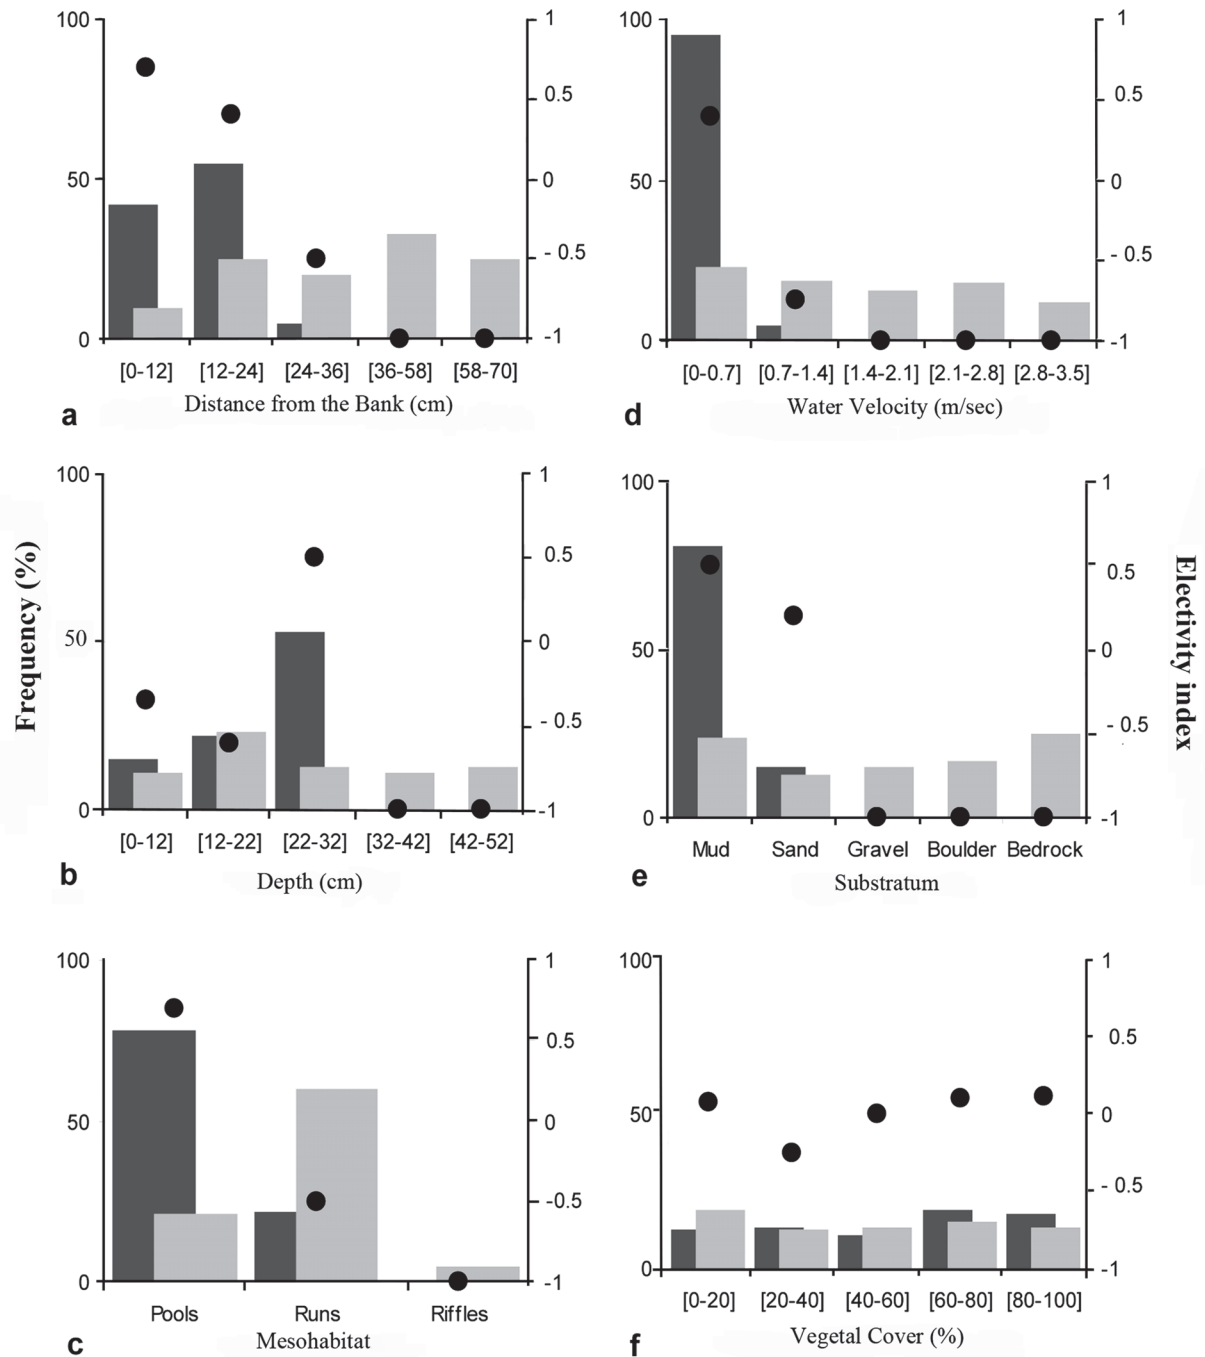 100 1
0.5
50 0
- 0.5
0 -1
[0-12] [12-24] [24-36] [36-58] [58-70]
Distance from the Bank (cm)
a
100 1
0.5
50 0
- 0.5
0 -1
[0-0.7] [0.7-1.4] [1.4-2.1] [2.1-2.8] [2.8-3.5]
Water Velocity (m/sec)
d
Frequency (%)
100 1
0.5
50 0
- 0.5
0 -1
[0-12] [12-22] [22-32] [32-42] [42-52]
Depth (cm)
b
100 1
0.5
50 0
- 0.5
0 -1
Mud Sand Gravel Boulder Bedrock
Substratum
e
Electivity index
100 1
0.5
50 0
-0.5
0 -1
Pools Runs Riffles
Mesohabitat
c
100 1
0.5
50 0
- 0.5
0 -1
[0-20] [20-40] [40-60] [60-80] [80-100]
Vegetal Cover (%)
f